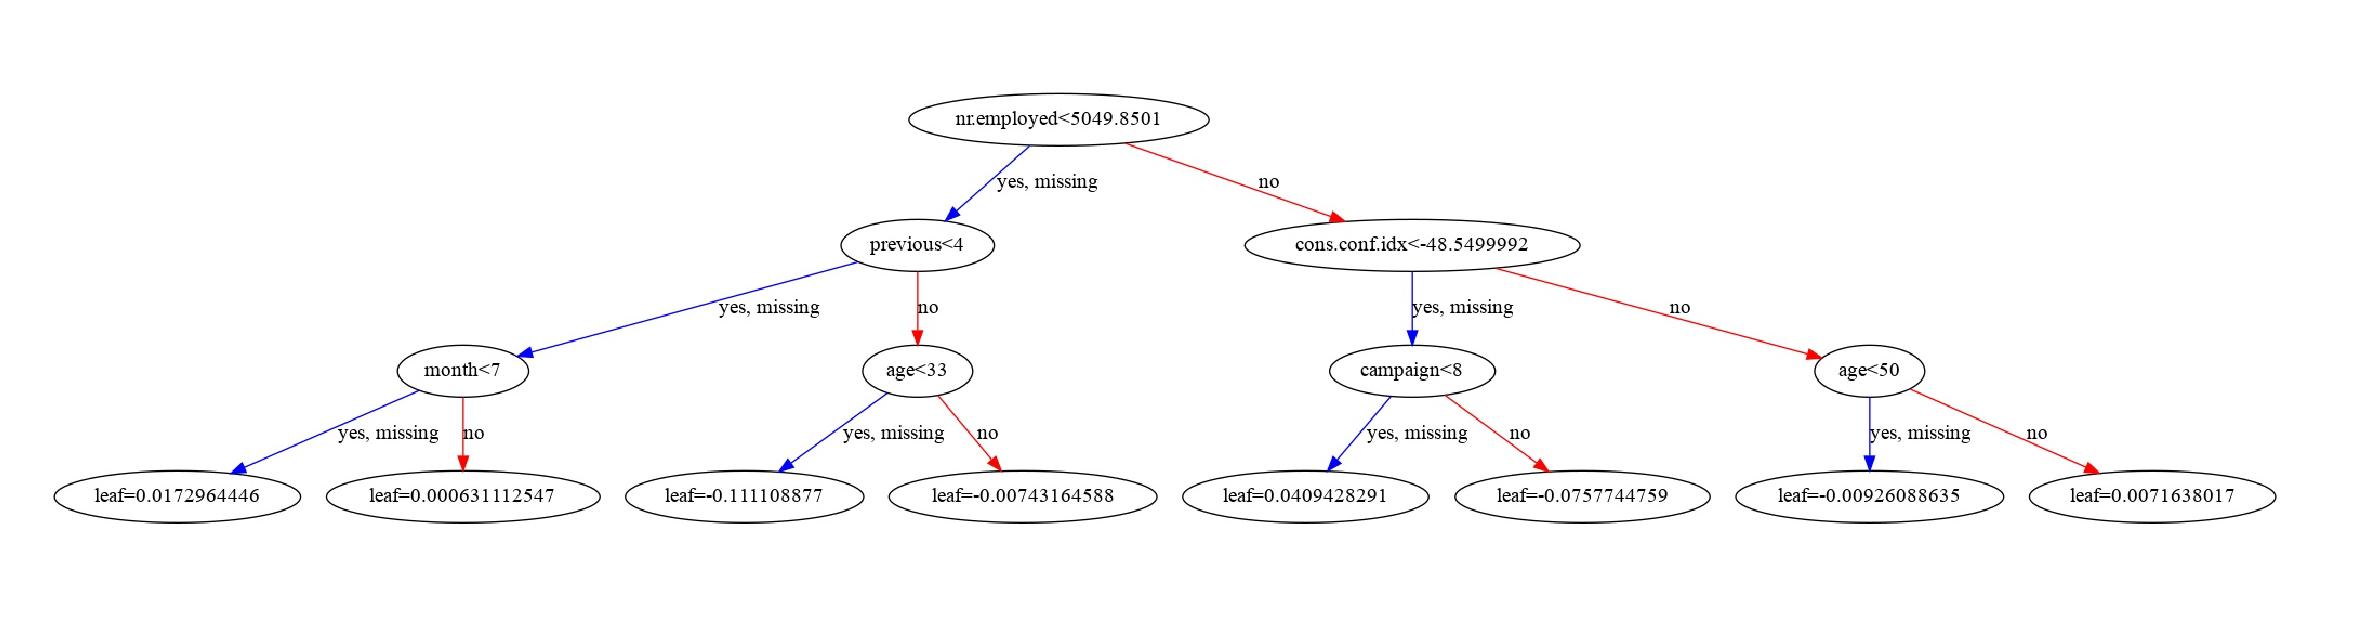 nr.employed<5049.8501
yes, missing
no
previous<4
cons.conf.idx<-48.5499992
yes, missing
no
yes, missing
no
month<7
age<33
campaign<8
age<50
yes, missing
no
yes, missing
no
yes, missing
no
yes, missing
no
leaf=0.0172964446
leaf=0.000631112547
leaf=-0.111108877
leaf=-0.00743164588
leaf=0.0409428291
leaf=-0.0757744759
leaf=-0.00926088635
leaf=0.0071638017